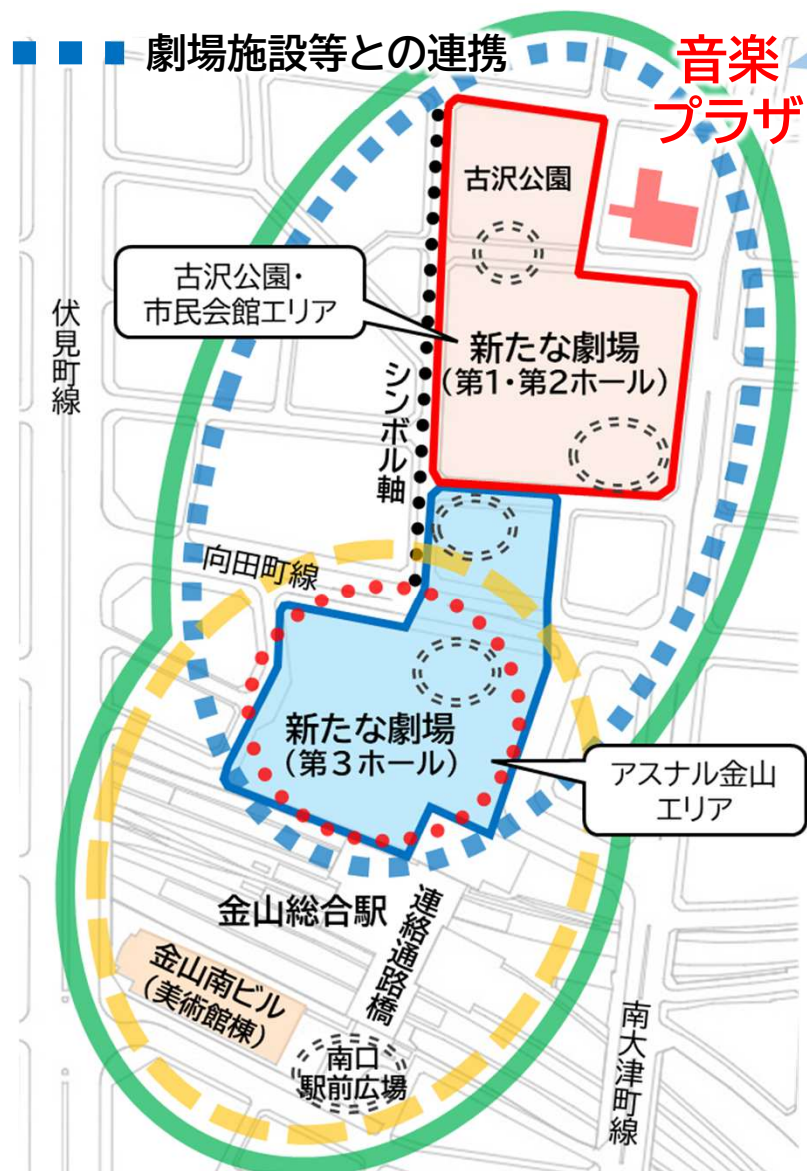 劇場施設等との連携
音楽
プラザ
古沢公園
古沢公園・
市民会館エリア
伏見町線
新たな劇場
(第1・第2ホール)
シンボル軸
向田町線
新たな劇場
(第3ホール)
アスナル金山
エリア
金山総合駅
連絡通路橋
金山南ビル
(美術館棟)
南口
駅前広場
南大津町線